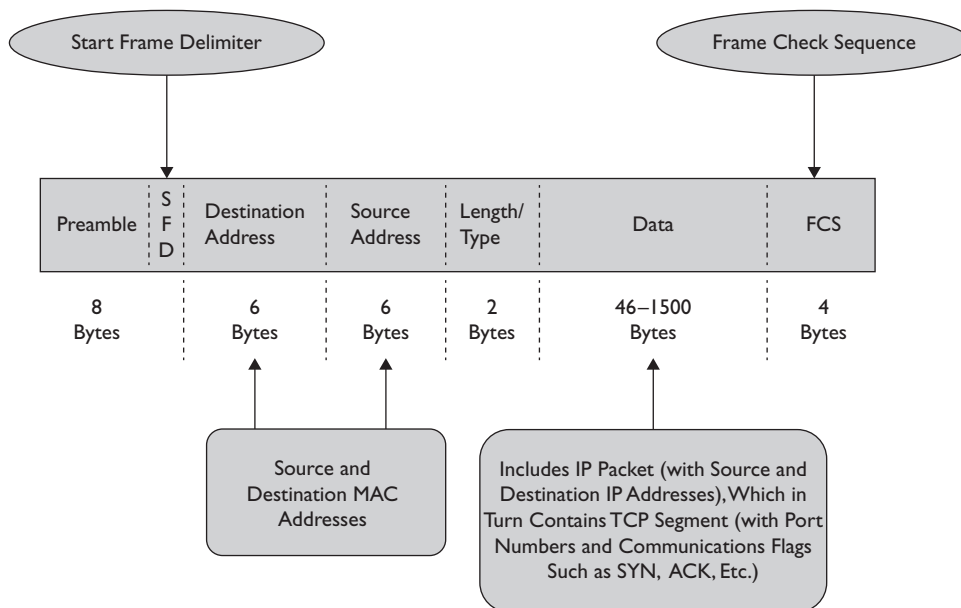 Start Frame Delimiter
Frame Check Sequence
Preamble
S
F
D
Destination
Address
Source
Address
Length/
Type
Data
FCS
8
Bytes
6
Bytes
6
Bytes
2
Bytes
46–1500
Bytes
4
Bytes
Source and
Destination MAC
Addresses
Includes IP Packet (with Source and
Destination IP Addresses), Which in
Turn Contains TCP Segment (with Port
Numbers and Communications Flags
Such as SYN, ACK, Etc.)